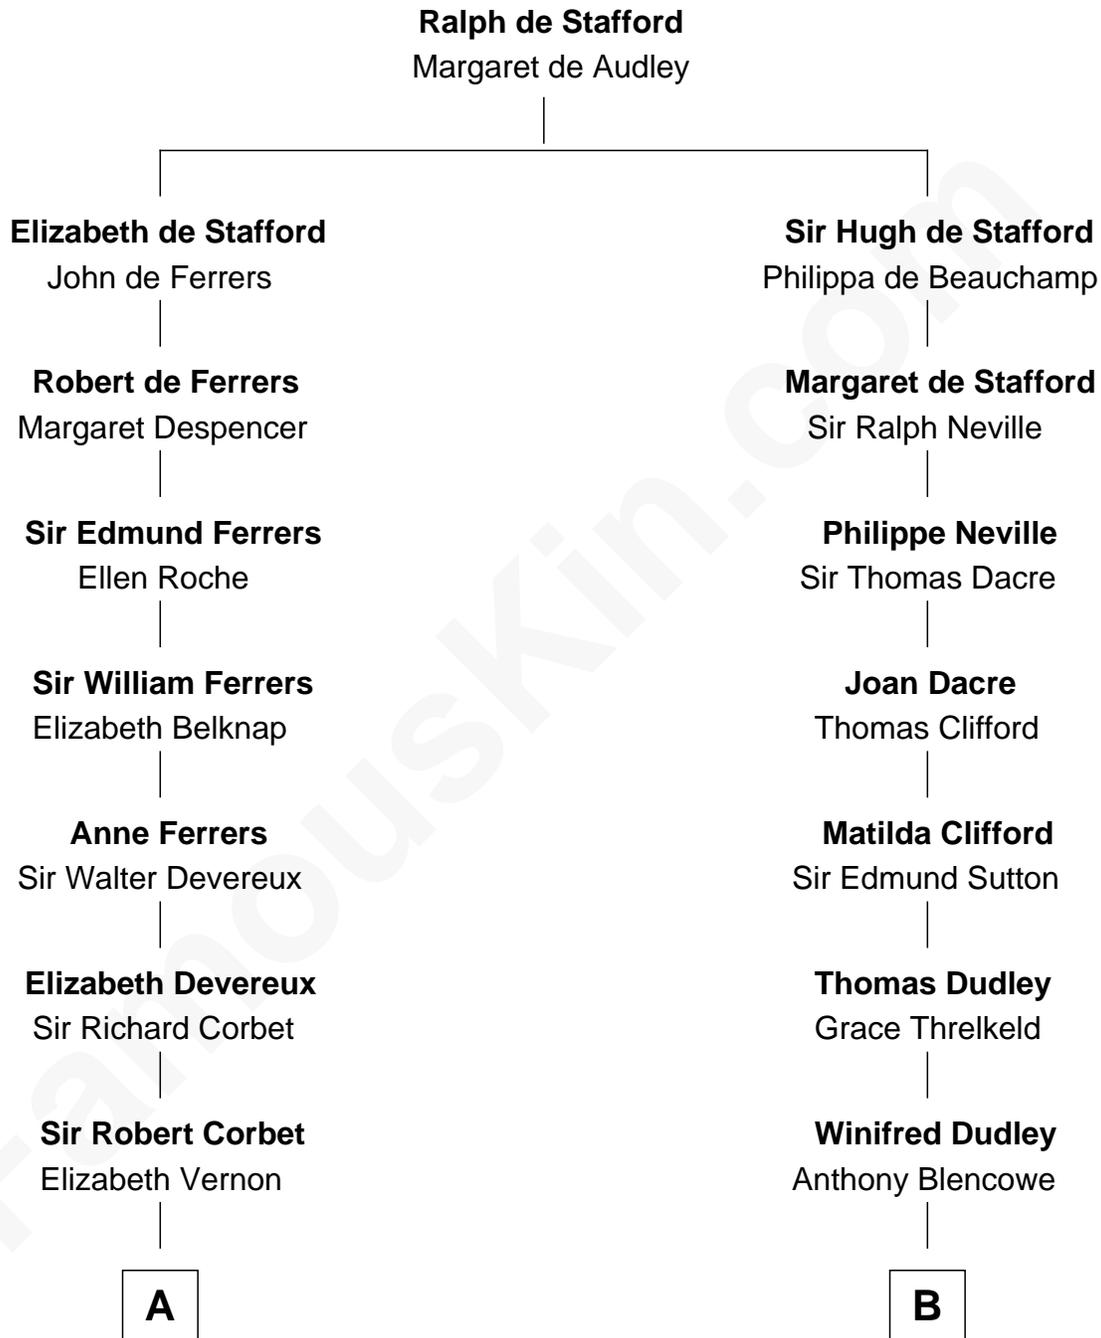 Ralph de Stafford
Margaret de Audley
Elizabeth de Stafford
John de Ferrers
Sir Hugh de Stafford
Philippa de Beauchamp
Robert de Ferrers
Margaret Despencer
Margaret de Stafford
Sir Ralph Neville
Sir Edmund Ferrers
Ellen Roche
Philippe Neville
Sir Thomas Dacre
Sir William Ferrers
Elizabeth Belknap
Joan Dacre
Thomas Clifford
Anne Ferrers
Sir Walter Devereux
Matilda Clifford
Sir Edmund Sutton
Elizabeth Devereux
Sir Richard Corbet
Thomas Dudley
Grace Threlkeld
Sir Robert Corbet
Elizabeth Vernon
Winifred Dudley
Anthony Blencowe
A
B
FamousKin.com